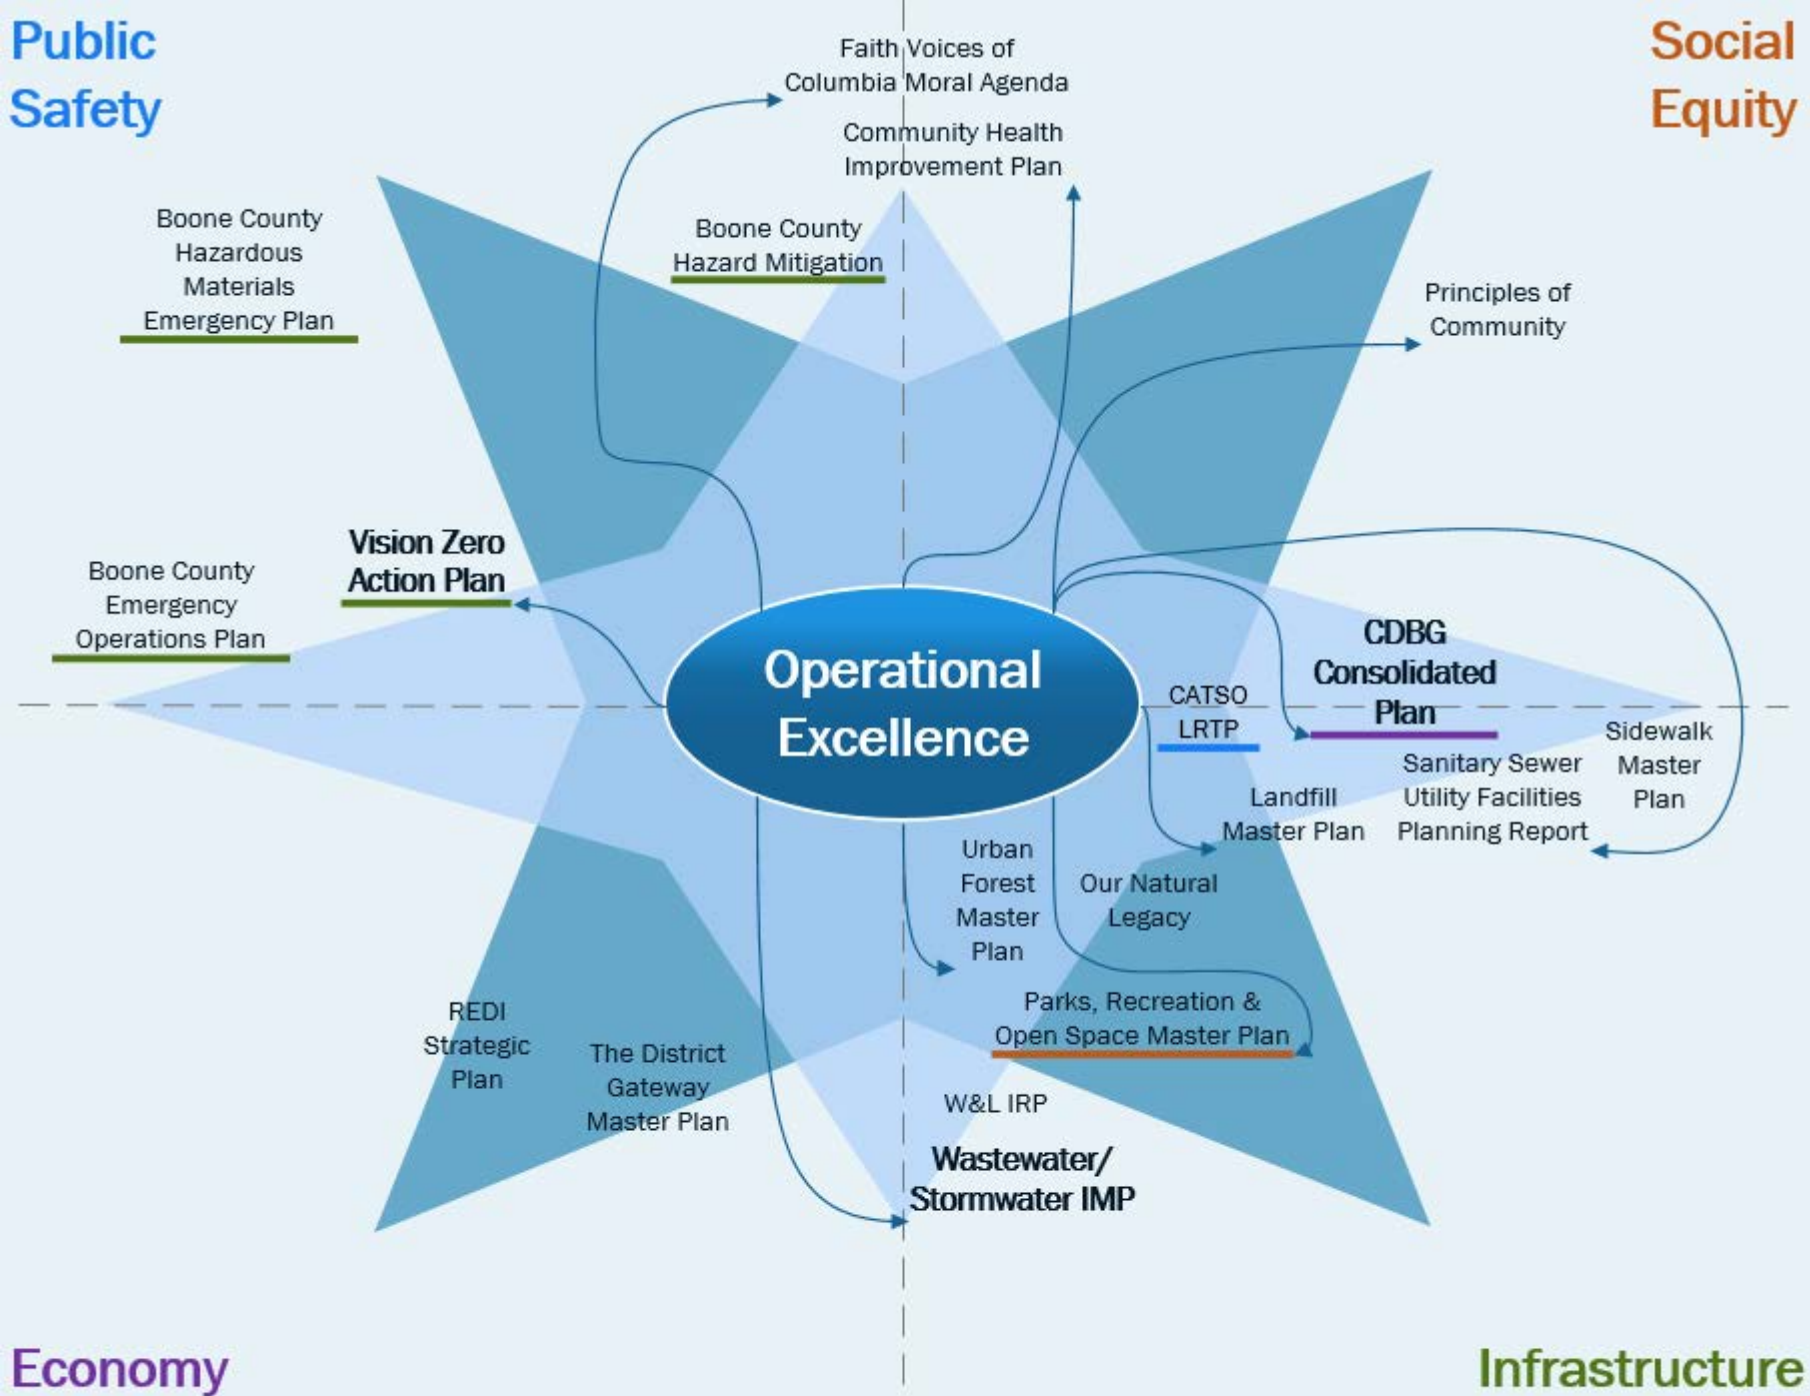 Public
Safety
Social
Equity
Faith Voices of
Columbia Moral Agenda
Community Health
Improvement Plan
Boone County
Hazardous
Materials
Emergency Plan
Boone County
Hazard Mitigation
Principles of
Community
Vision Zero
Action Plan
Boone County
Emergency
Operations Plan
Operational
Excellence
CATSO
LRTP
CDBG
Consolidated
Plan
Sidewalk
Master
Plan
Sanitary Sewer
Utility Facilities
Planning Report
Landfill
Master Plan
Urban
Forest
Master
Plan
Our Natural
Legacy
Parks, Recreation &
Open Space Master Plan
REDI
Strategic
Plan
The District
Gateway
Master Plan
W&L IRP
Wastewater/
Stormwater IMP
Economy
Infrastructure